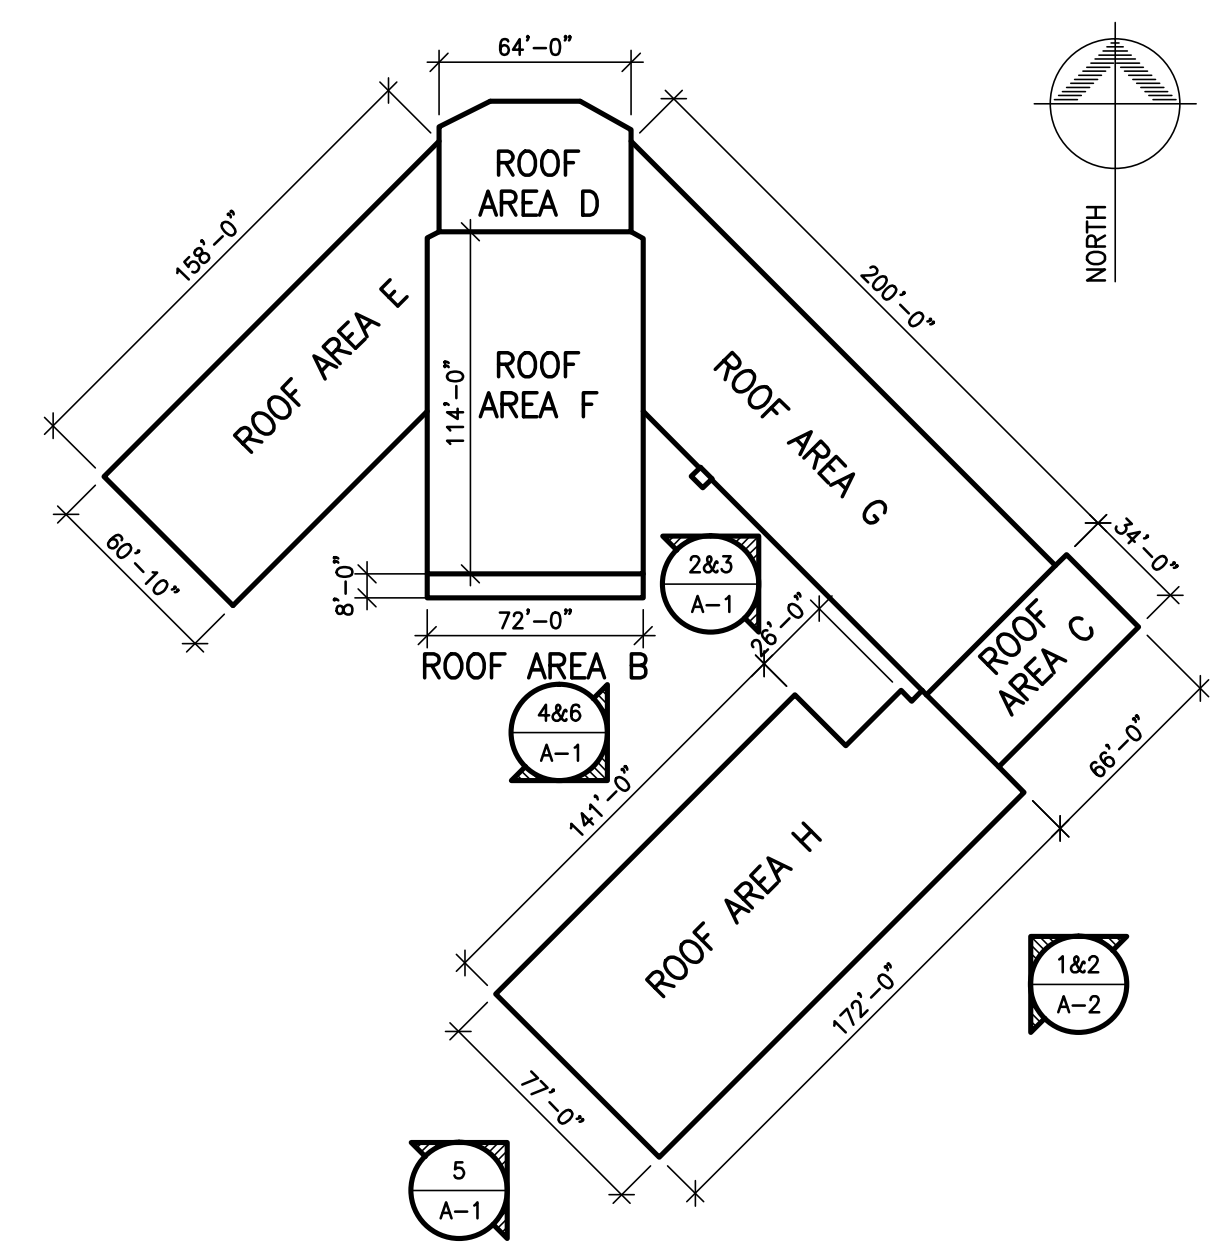 64'-0"
ROOF
AREA D
NORTH
158'-0"
200'-0"
ROOF AREA E
ROOF
AREA F
114'-0"
ROOF AREA G
60'-10"
8'-0"
72'-0"
ROOF AREA B
2&3
A-1
34'-0"
26'-0"
ROOF
AREA C
4&6
A-1
66'-0"
141'-0"
ROOF AREA H
1&2
A-2
172'-0"
77'-0"
5
A-1